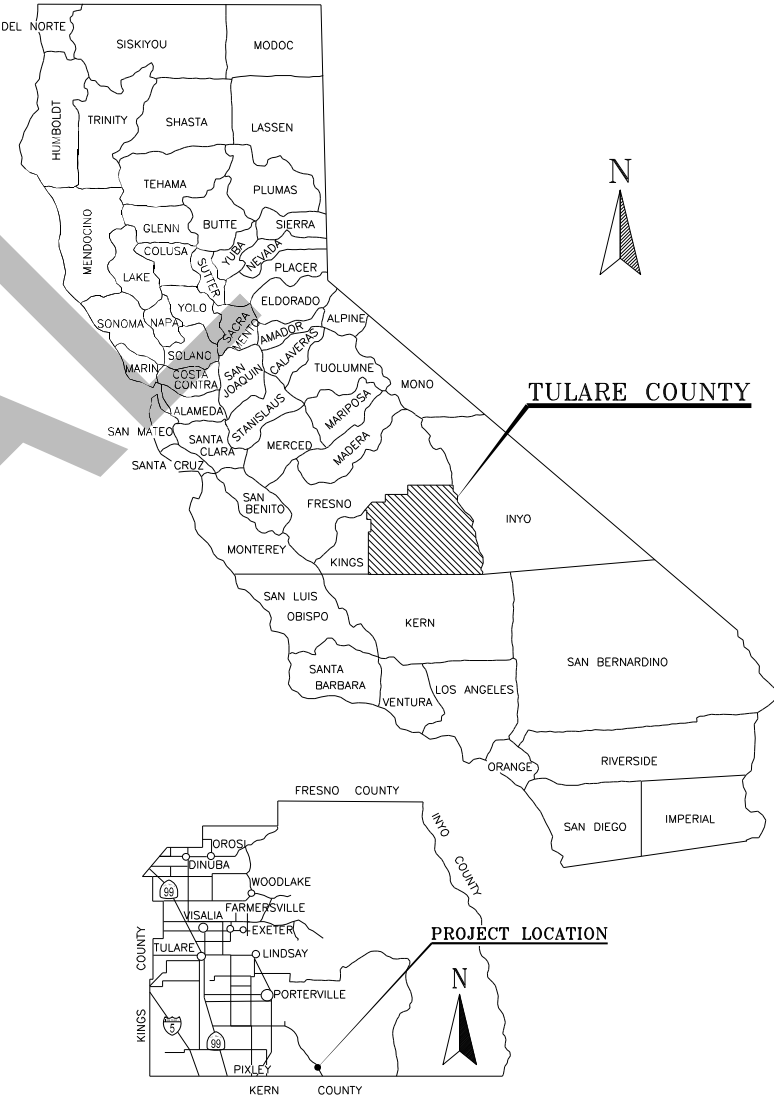 DEL NORTE
SISKIYOU
MODOC
HUMBOLDT
TRINITY
SHASTA
LASSEN
N
TEHAMA
PLUMAS
MENDOCINO
GLENN
BUTTE
SIERRA
COLUSA
YUBA
NEVADA
LAKE
SUTTER
PLACER
YOLO
ELDORADO
SONOMA
NAPA
SACRA
MENTO
ALPINE
AMADOR
SOLANO
CALAVERAS
MARIN
COSTA
CONTRA
SAN
JOAQUIN
TUOLUMNE
MONO
TULARE COUNTY
ALAMEDA
STANISLAUS
MARIPOSA
SAN MATEO
SANTA
CLARA
MERCED
MADERA
SANTA CRUZ
SAN
BENITO
FRESNO
INYO
MONTEREY
KINGS
SAN LUIS
OBISPO
KERN
SANTA
BARBARA
SAN BERNARDINO
VENTURA
LOS ANGELES
ORANGE
RIVERSIDE
SAN DIEGO
IMPERIAL
FRESNO COUNTY
INYO COUNTY
OROSI
DINUBA
99
WOODLAKE
VISALIA
FARMERSVILLE
EXETER
PROJECT LOCATION
TULARE
LINDSAY
KINGS COUNTY
N
PORTERVILLE
5
99
PIXLEY
KERN COUNTY